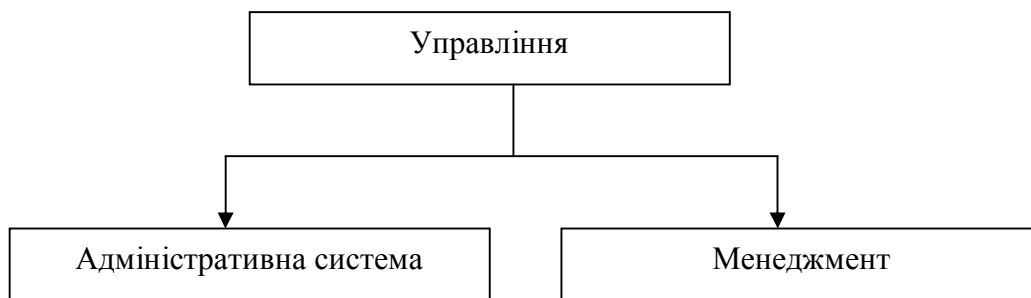 Управління
Адміністративна система
Менеджмент